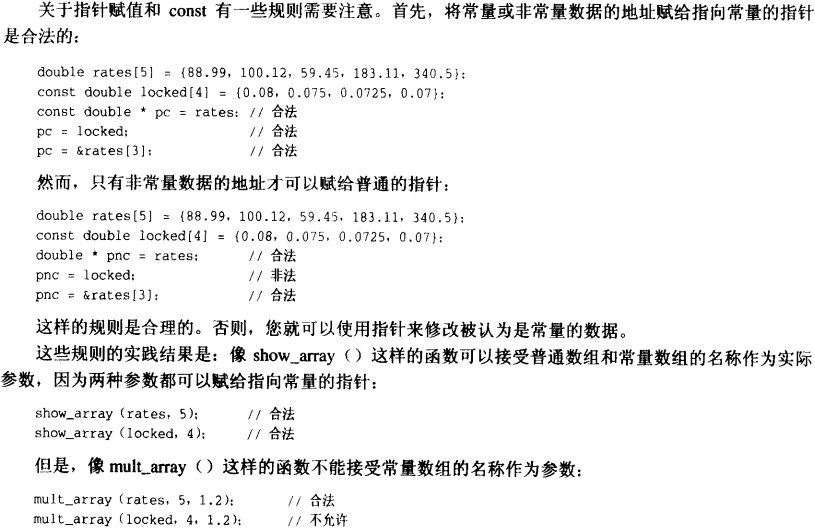 关于指针赋值和 const 有一些规则需要注意。首先，将常量或非常量数据的地址赋给指向常量的指针
是合法的：
double rates[5] = {88.99, 100.12, 59.45, 183.11, 340.5};
const double locked[4] = {0.08, 0.075, 0.0725, 0.07};
const double * pc = rates; // 合法
pc = locked; // 合法
pc = &rates[3]; // 合法
然而，只有非常量数据的地址才可以赋给普通的指针：
double rates[5] = {88.99, 100.12, 59.45, 183.11, 340.5};
const double locked[4] = {0.08, 0.075, 0.0725, 0.07};
double * pnc = rates; // 合法
pnc = locked; // 非法
pnc = &rates[3]; // 合法
这样的规则是合理的。否则，您就可以使用指针来修改被认为是常量的数据。
这些规则的实践结果是：像 show_array（）这样的函数可以接受普通数组和常量数组的名称作为实际
参数，因为两种参数都可以赋给指向常量的指针：
show_array (rates, 5); // 合法
show_array (locked, 4); // 合法
但是，像 mult_array（）这样的函数不能接受常量数组的名称作为参数：
mult_array (rates, 5, 1.2); // 合法
mult_array (locked, 4, 1.2); // 不允许